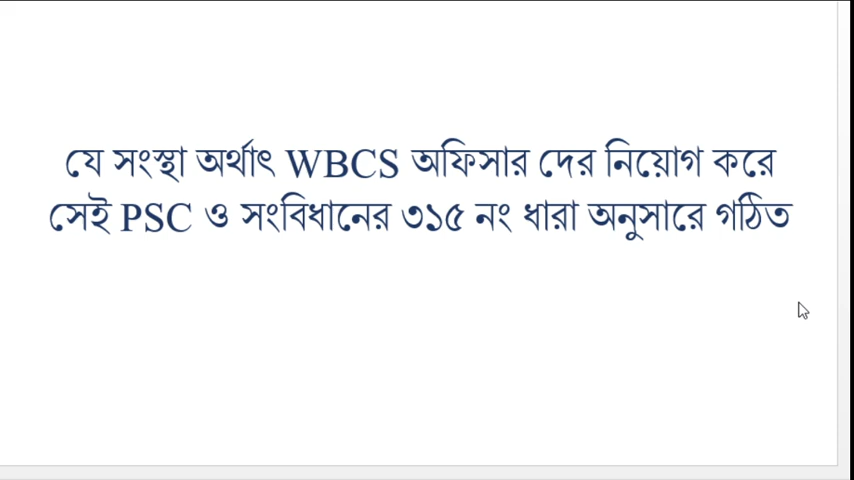 যে সংস্থা অর্থাৎ WBCS অফিসার দের নিয়োগ করে
সেই PSC ও সংবিধানের ৩১৫ নং ধারা অনুসারে গঠিত